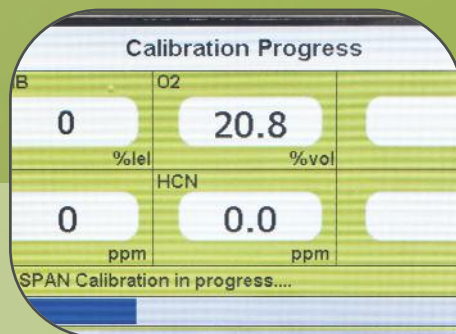 Calibration Progress
O2
0 20.8
%lel %vol
HCN
0 0.0
ppm ppm
SPAN Calibration in progress....